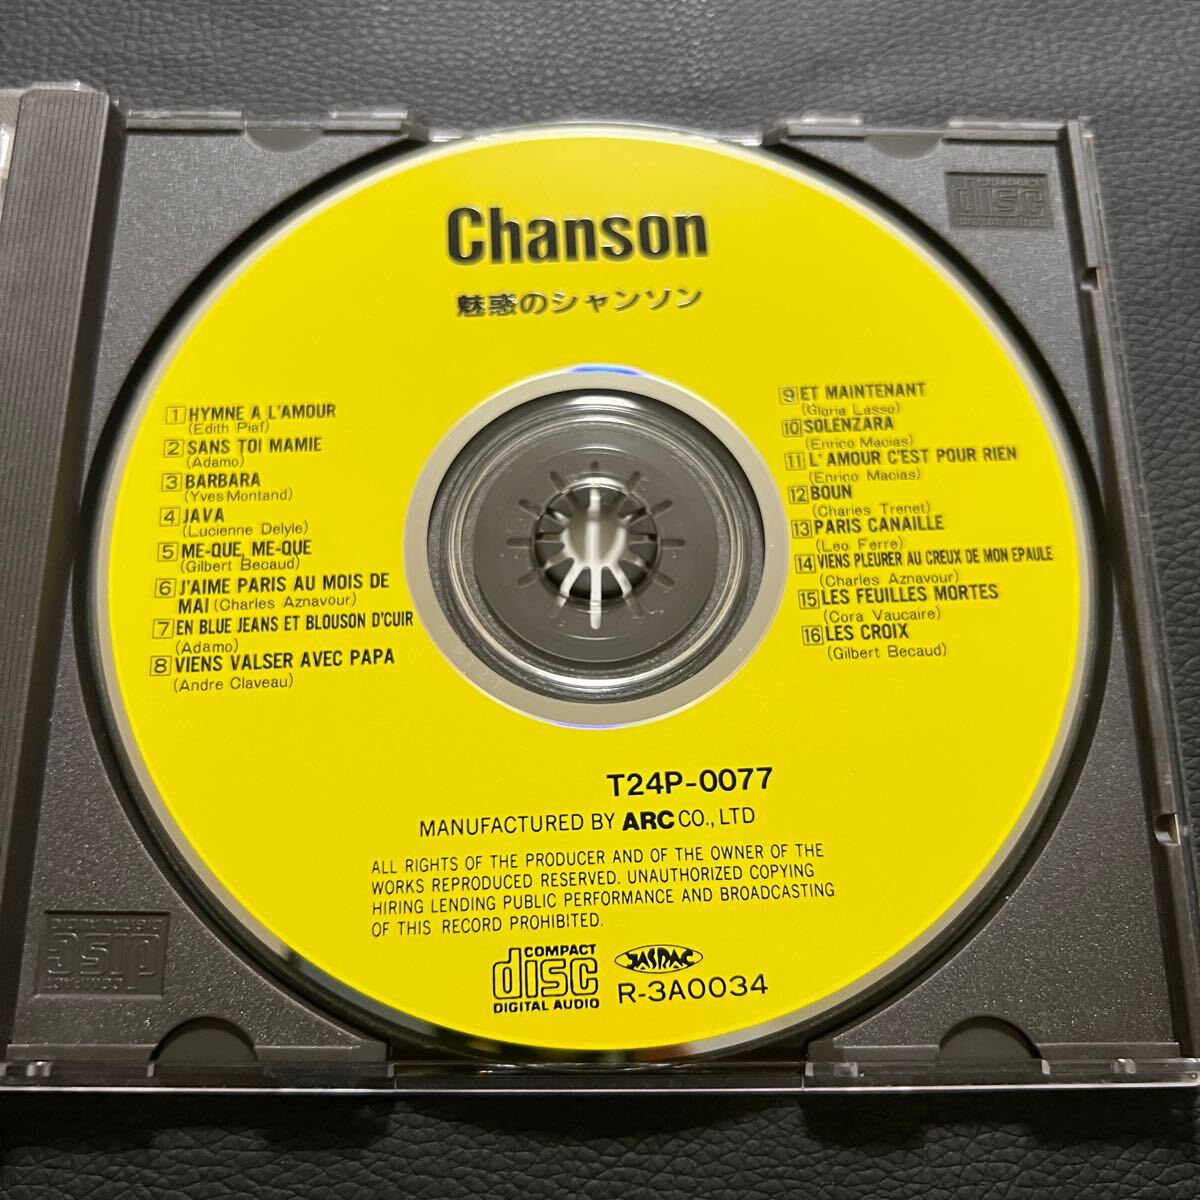 Chanson
魅惑のシャンソン
1 HYMNE A L'AMOUR
(Edith Piaf)
2 SANS TOI MAMIE
(Adamo)
3 BARBARA
(Yves Montand)
4 JAVA
(Lucienne Delyle)
5 ME-QUE, ME-QUE
(Gilbert Becaud)
6 J'AIME PARIS AU MOIS DE
MAI (Charles Aznavour)
7 EN BLUE JEANS ET BLOUSON D'CUIR
(Adamo)
8 VIENS VALSER AVEC PAPA
(Andre Claveau)
9 ET MAINTENANT
(Gloria Lasso)
10 SOLENZARA
(Enrico Macias)
11 L'AMOUR C'EST POUR RIEN
(Enrico Macias)
12 BOUN
(Charles Trenet)
13 PARIS CANAILLE
(Leo Ferre)
14 VIENS PLEURER AU CREUX DE MON EPAULE
(Charles Aznavour)
15 LES FEUILLES MORTES
(Cora Vaucaire)
16 LES CROIX
(Gilbert Becaud)
T24P-0077
MANUFACTURED BY ARC CO., LTD
ALL RIGHTS OF THE PRODUCER AND OF THE OWNER OF THE
WORKS REPRODUCED RESERVED. UNAUTHORIZED COPYING
HIRING LENDING PUBLIC PERFORMANCE AND BROADCASTING
OF THIS RECORD PROHIBITED.
COMPACT
disc
DIGITAL AUDIO
JASRAC
R-3A0034
disc
COMPACT
disc
DIGITAL AUDIO